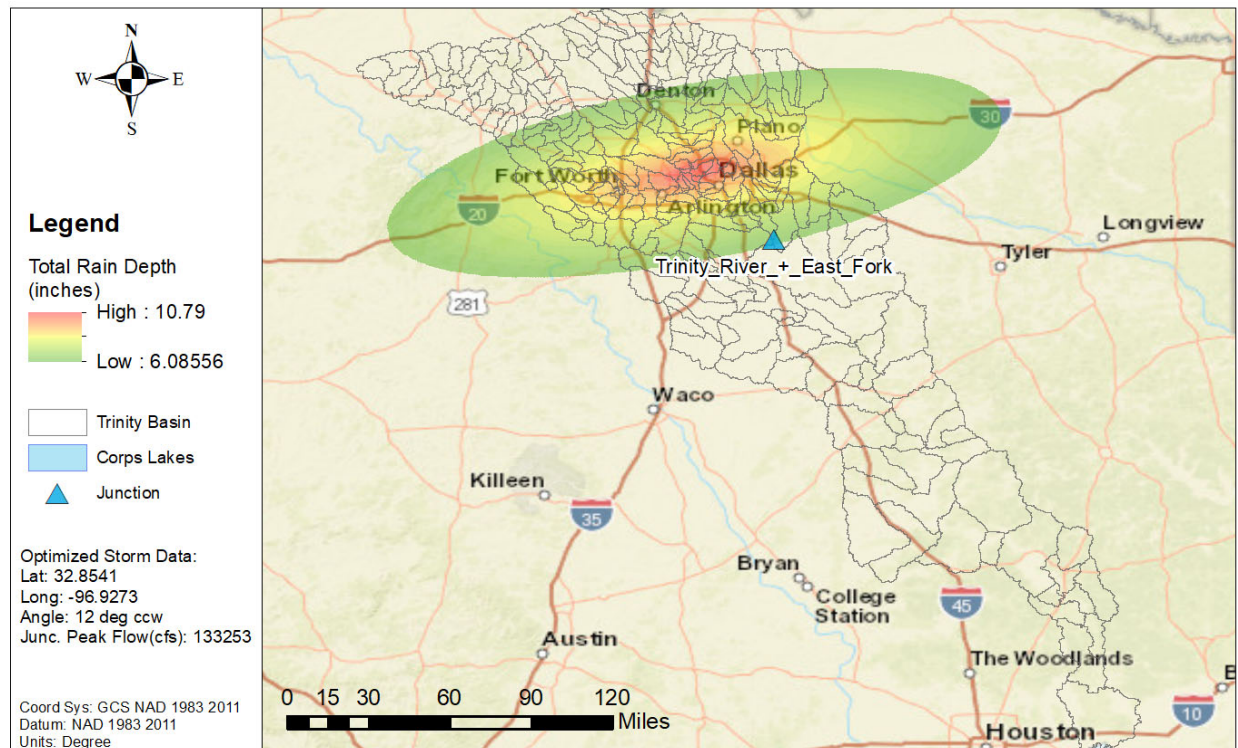 N
W E
S
Legend
Total Rain Depth
(inches)
High : 10.79
Low : 6.08556
Trinity Basin
Corps Lakes
Junction
Optimized Storm Data:
Lat: 32.8541
Long: -96.9273
Angle: 12 deg ccw
Junc. Peak Flow(cfs): 133253
Coord Sys: GCS NAD 1983 2011
Datum: NAD 1983 2011
Units: Degree
Denton
30
Plano
Dallas
Fort Worth
20
Arlington
Longview
Trinity_River_+_East_Fork
Tyler
281
Waco
Killeen
35
Bryan
College
Station
45
Austin
The Woodlands
B
10
Houston
0 15 30 60 90 120
Miles